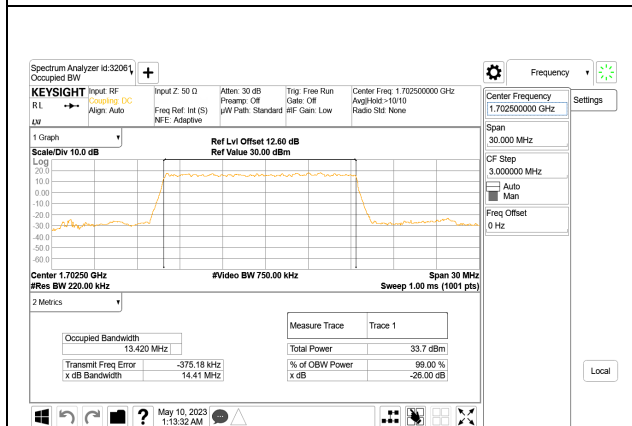 Spectrum Analyzer Id:32061
Occupied BW
+
Frequency
KEYSIGHT
RL
LXI
Input: RF
Coupling: DC
Align: Auto
Input Z: 50 Ω
Freq Ref: Int (S)
NFE: Adaptive
Atten: 30 dB
Preamp: Off
µW Path: Standard
Trig: Free Run
Gate: Off
#IF Gain: Low
Center Freq: 1.702500000 GHz
Avg|Hold:>10/10
Radio Std: None
Center Frequency
1.702500000 GHz
Settings
Span
30.000 MHz
CF Step
3.000000 MHz
Auto
Man
Freq Offset
0 Hz
1 Graph
Scale/Div 10.0 dB
Ref Lvl Offset 12.60 dB
Ref Value 30.00 dBm
Log
20.0
10.0
0.00
-10.0
-20.0
-30.0
-40.0
-50.0
-60.0
Center 1.70250 GHz
#Video BW 750.00 kHz
Span 30 MHz
#Res BW 220.00 kHz
Sweep 1.00 ms (1001 pts)
2 Metrics
Occupied Bandwidth
13.420 MHz
Transmit Freq Error -375.18 kHz
x dB Bandwidth 14.41 MHz
Measure Trace Trace 1
Total Power 33.7 dBm
% of OBW Power 99.00 %
x dB -26.00 dB
Local
?
May 10, 2023
1:13:32 AM